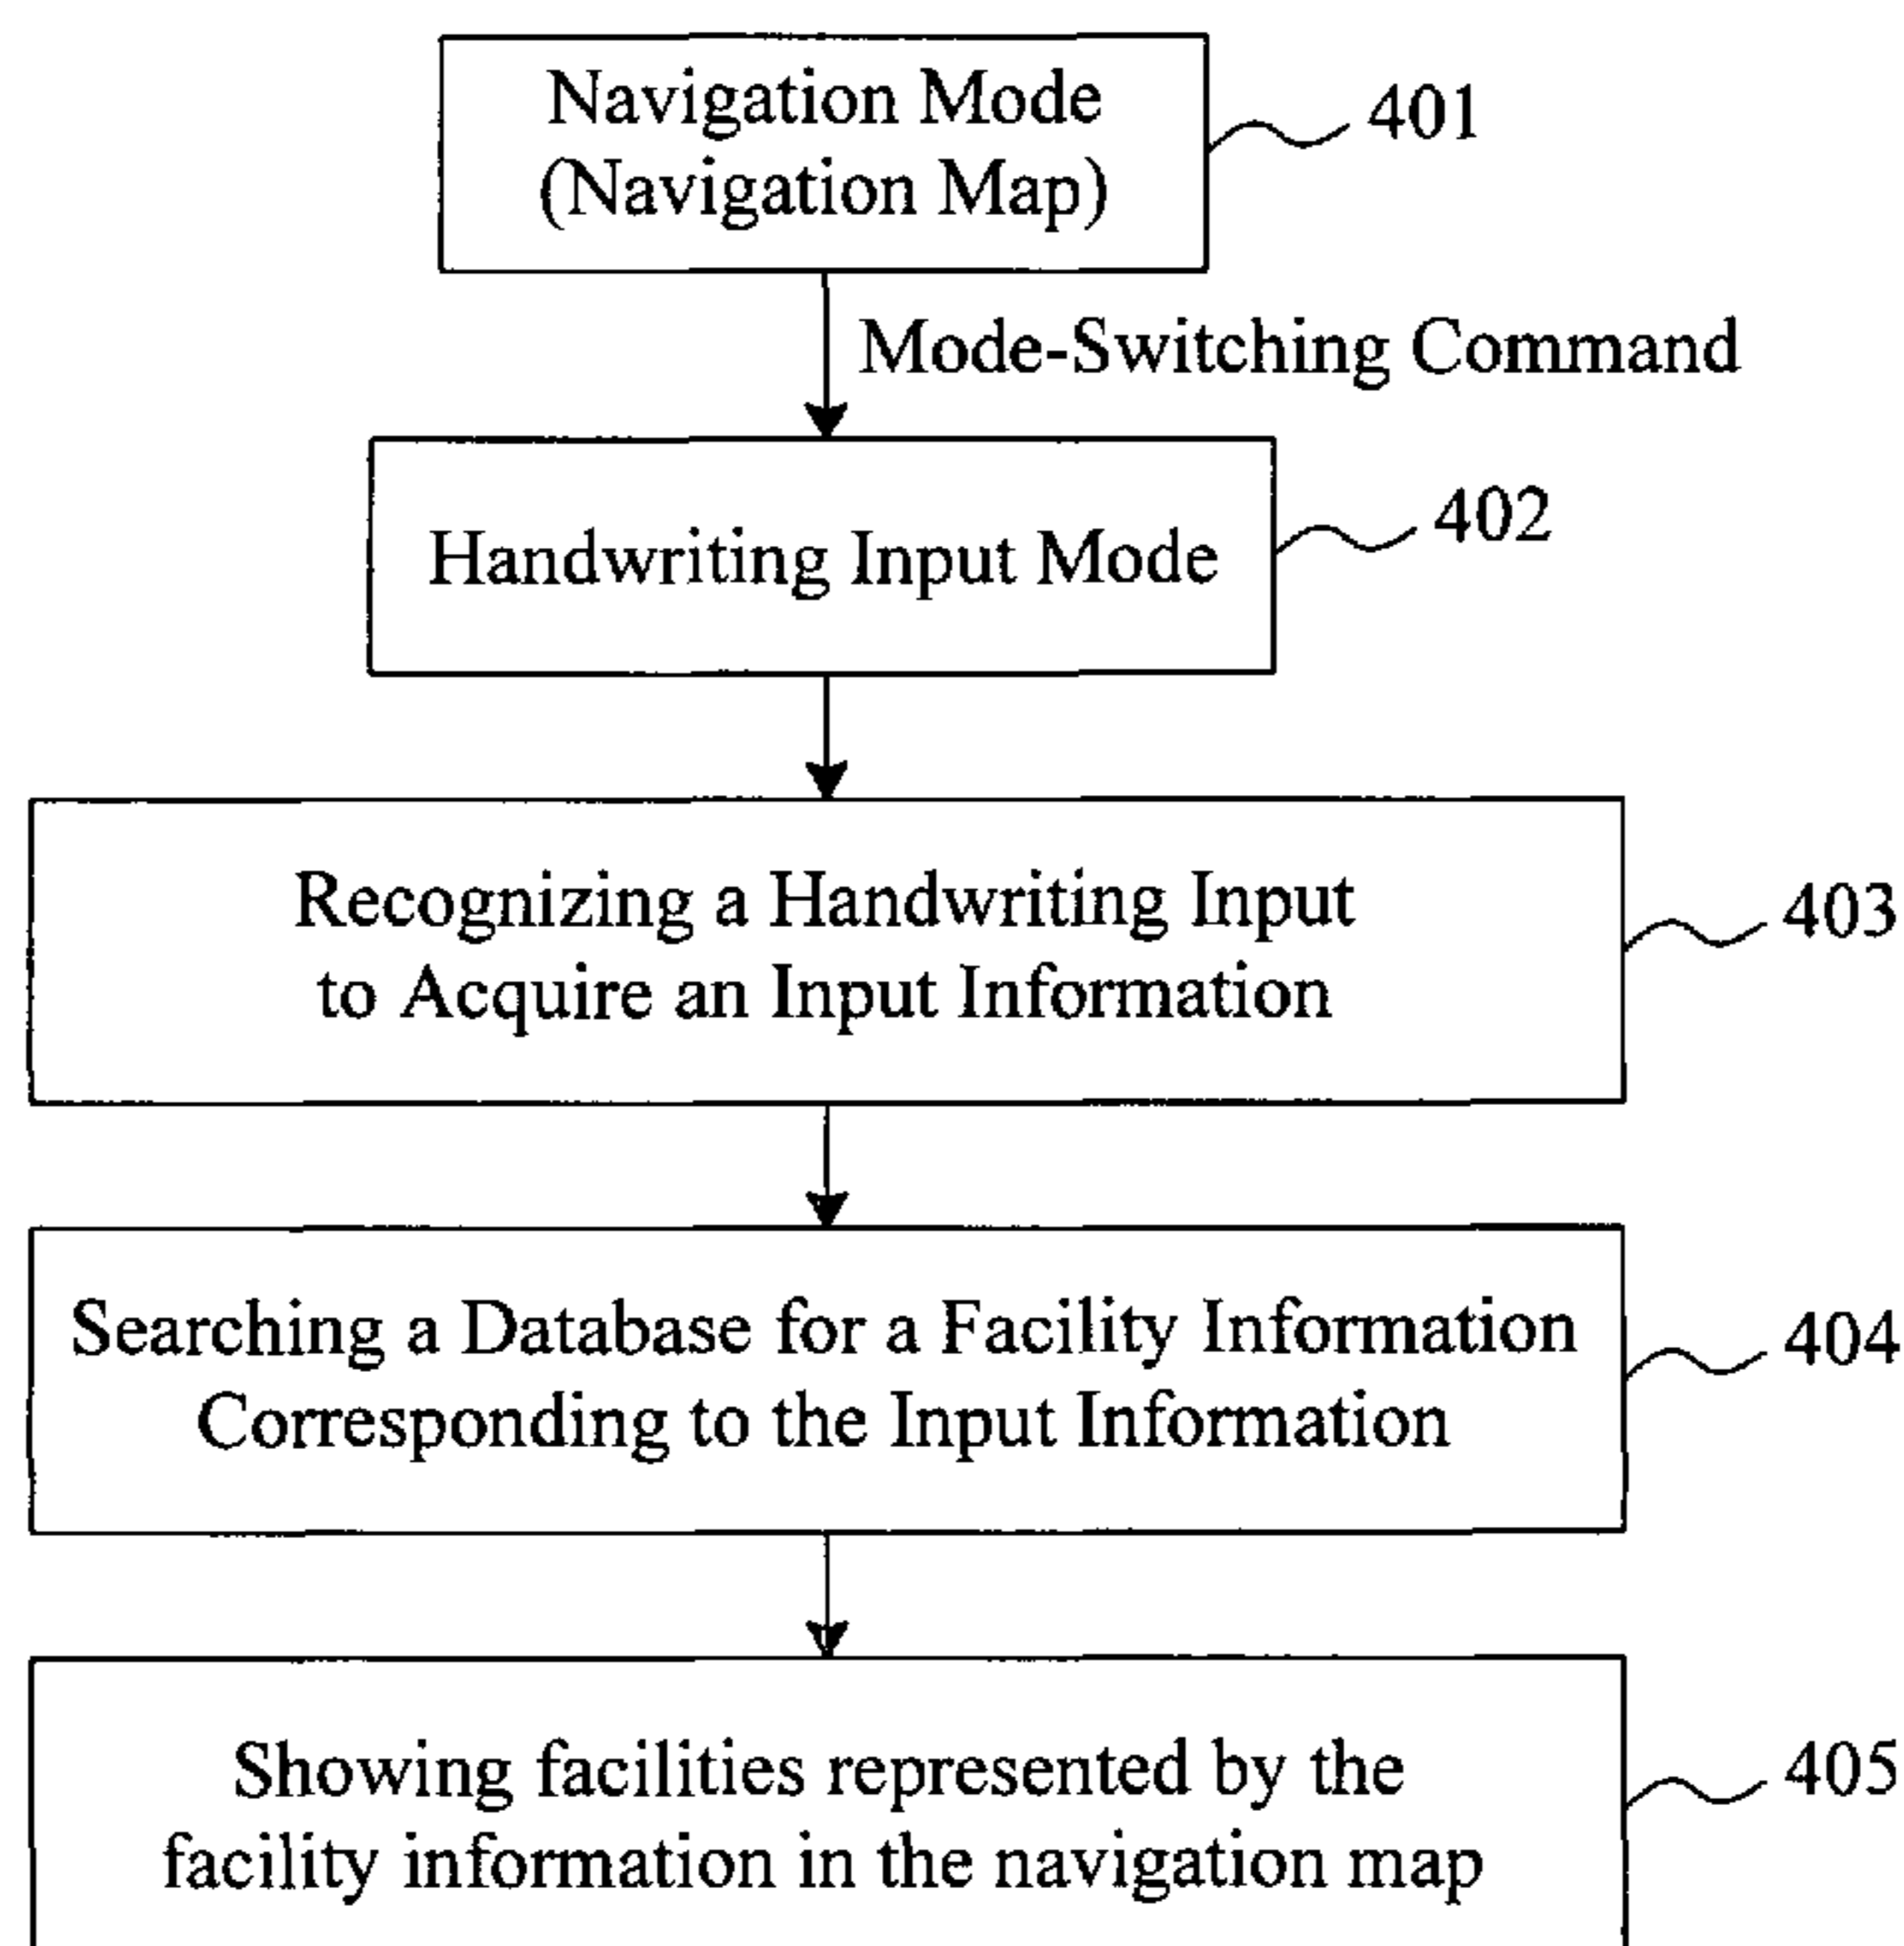 Navigation Mode
(Navigation Map)
401
Mode-Switching Command
Handwriting Input Mode
402
Recognizing a Handwriting Input
to Acquire an Input Information
403
Searching a Database for a Facility Information
Corresponding to the Input Information
404
Showing facilities represented by the
facility information in the navigation map
405